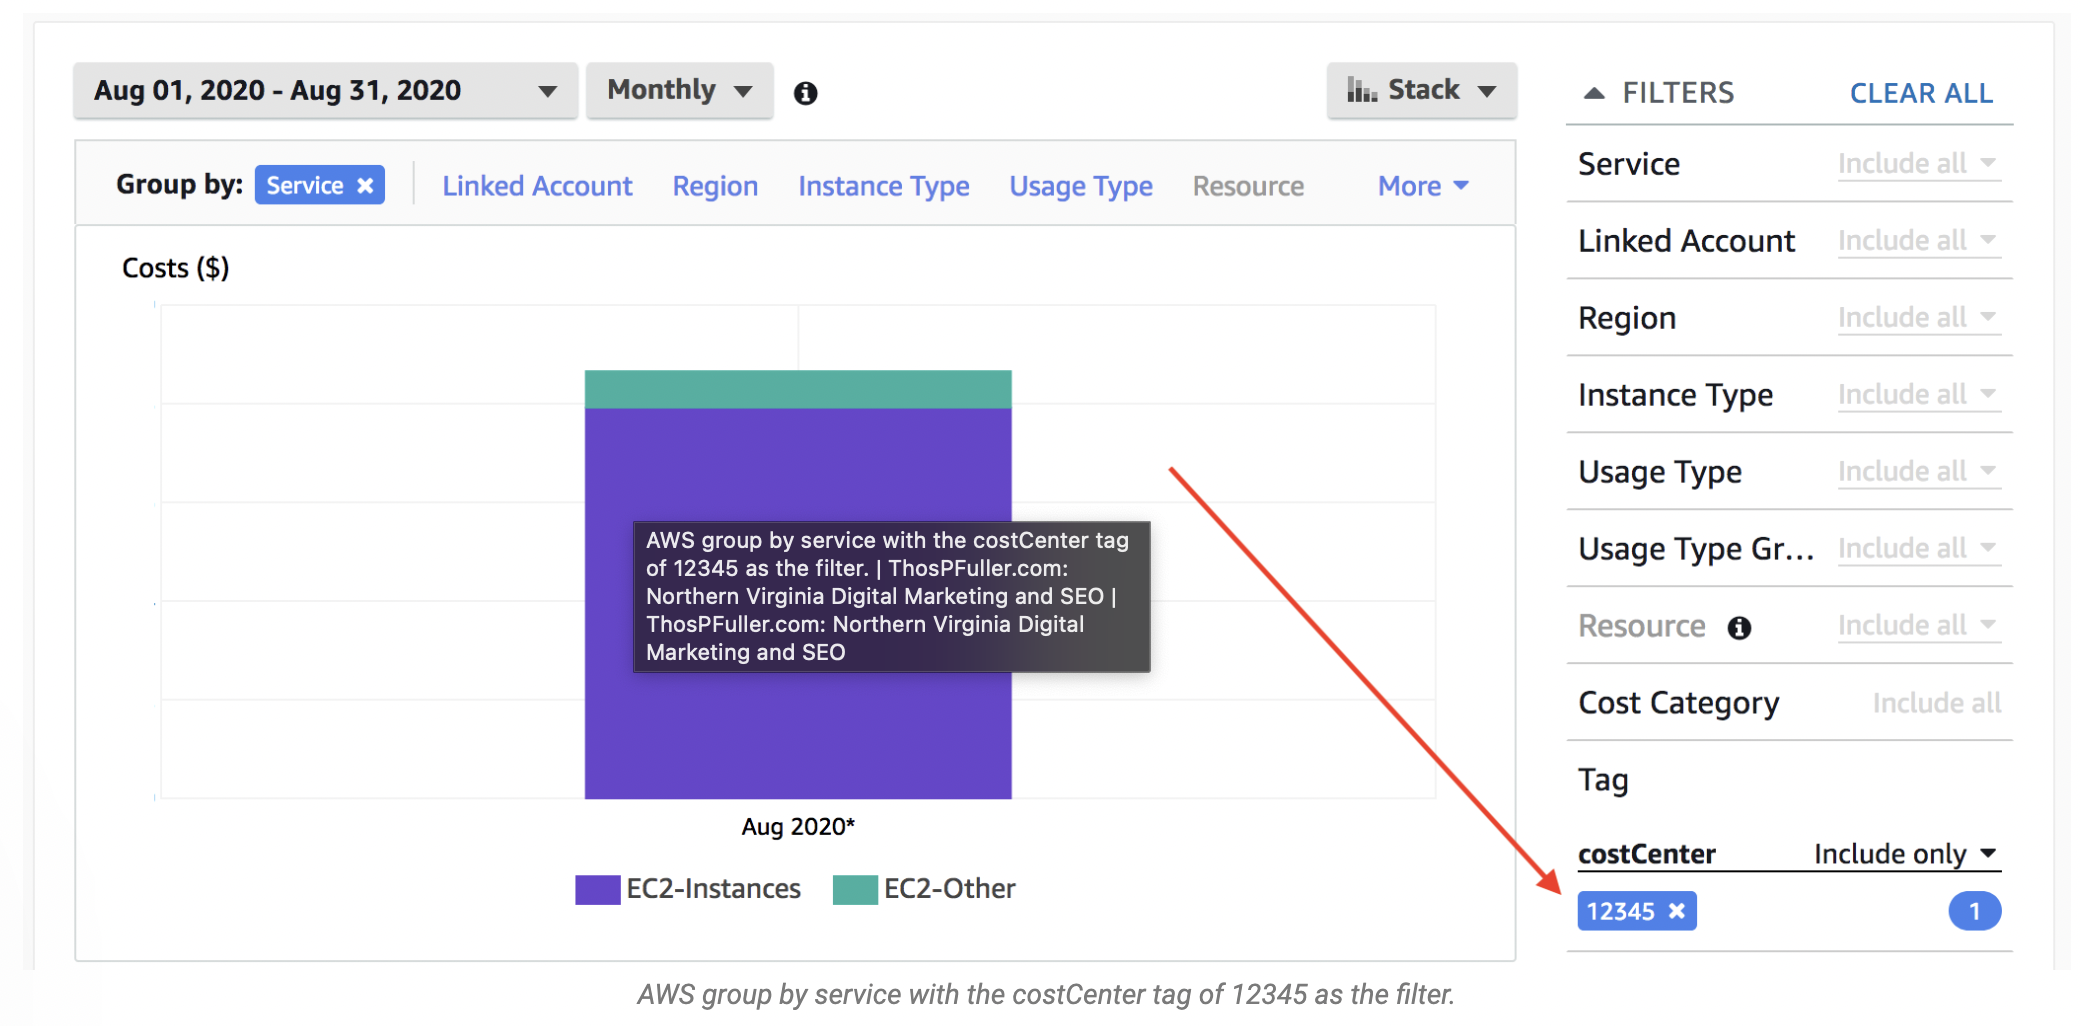 Aug 01, 2020 - Aug 31, 2020
Monthly
Stack
Group by: Service Linked Account Region Instance Type Usage Type Resource More
Costs ($)
AWS group by service with the costCenter tag
of 12345 as the filter. | ThosPFuller.com:
Northern Virginia Digital Marketing and SEO |
ThosPFuller.com: Northern Virginia Digital
Marketing and SEO
Aug 2020*
EC2-Instances EC2-Other
FILTERS CLEAR ALL
Service Include all
Linked Account Include all
Region Include all
Instance Type Include all
Usage Type Include all
Usage Type Gr... Include all
Resource Include all
Cost Category Include all
Tag
costCenter Include only
12345 1
AWS group by service with the costCenter tag of 12345 as the filter.